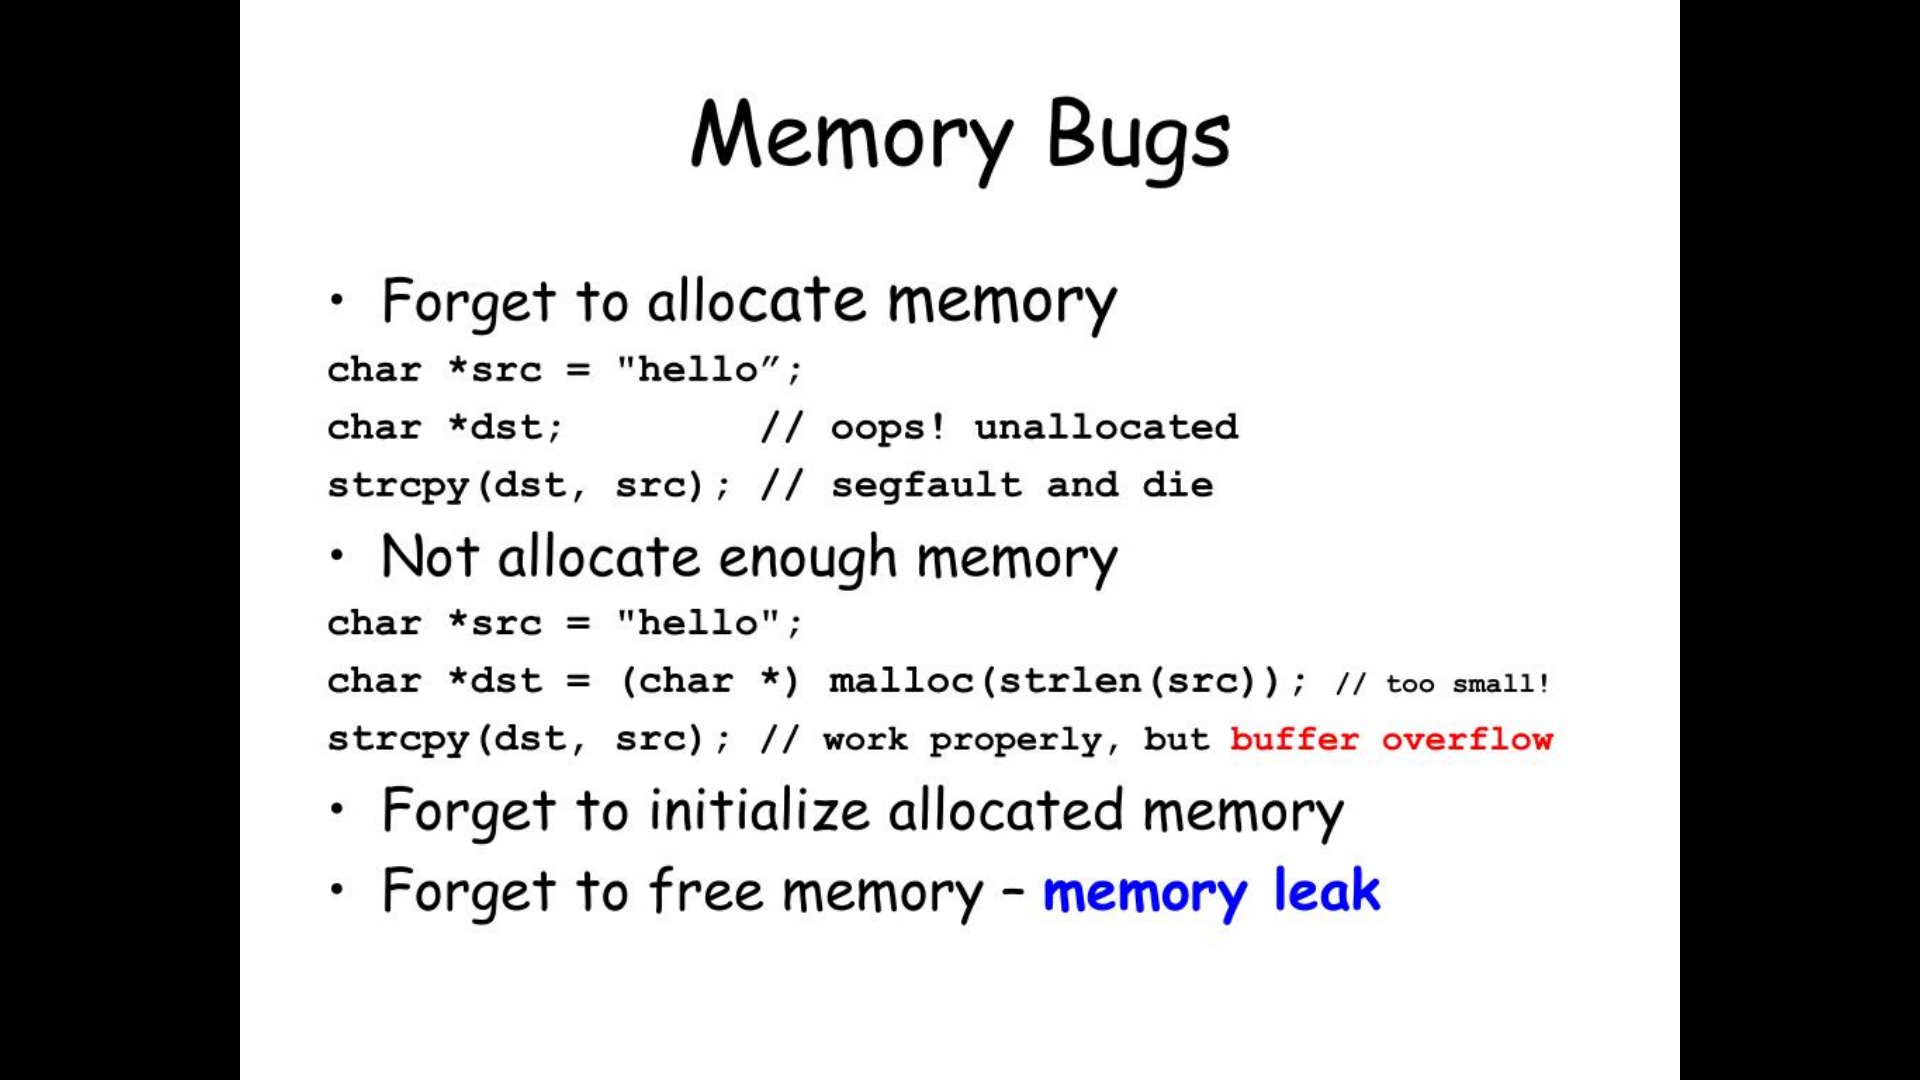 Memory Bugs
• Forget to allocate memory
char *src = "hello”;
char *dst;        // oops! unallocated
strcpy(dst, src); // segfault and die
• Not allocate enough memory
char *src = "hello";
char *dst = (char *) malloc(strlen(src)); // too small!
strcpy(dst, src); // work properly, but buffer overflow
• Forget to initialize allocated memory
• Forget to free memory – memory leak